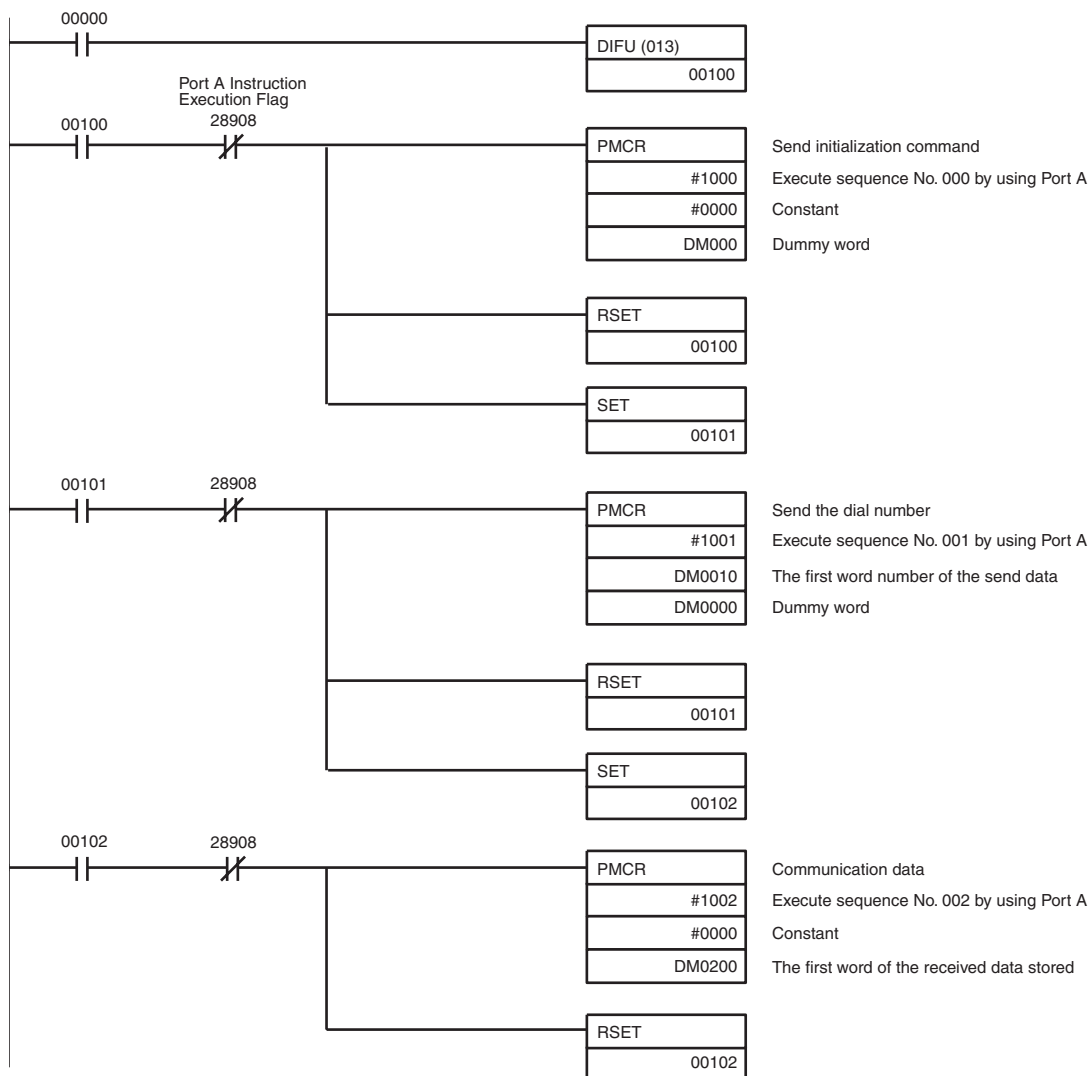 00000
DIFU (013)
00100
Port A Instruction
Execution Flag
00100
28908
PMCR
Send initialization command
#1000
Execute sequence No. 000 by using Port A
#0000
Constant
DM000
Dummy word
RSET
00100
SET
00101
00101
28908
PMCR
Send the dial number
#1001
Execute sequence No. 001 by using Port A
DM0010
The first word number of the send data
DM0000
Dummy word
RSET
00101
SET
00102
00102
28908
PMCR
Communication data
#1002
Execute sequence No. 002 by using Port A
#0000
Constant
DM0200
The first word of the received data stored
RSET
00102